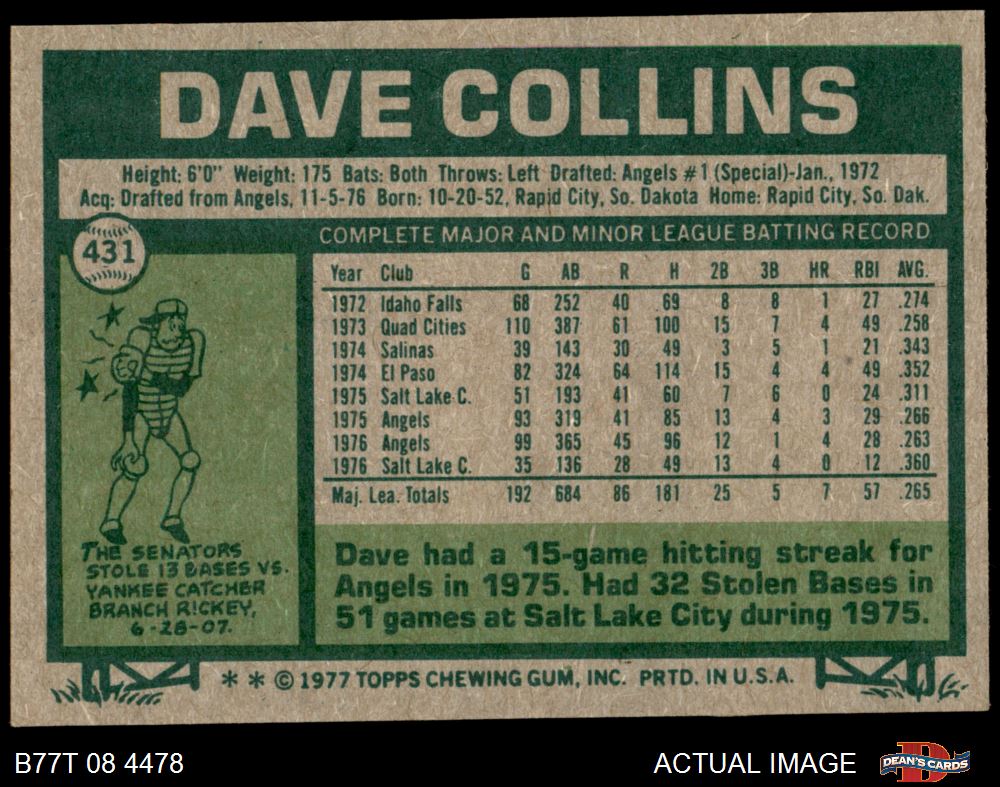 DAVE COLLINS
Height: 6'0" Weight: 175 Bats: Both Throws: Left Drafted: Angels #1 (Special)-Jan., 1972
Acq: Drafted from Angels, 11-5-76 Born: 10-20-52, Rapid City, So. Dakota Home: Rapid City, So. Dak.
431
COMPLETE MAJOR AND MINOR LEAGUE BATTING RECORD
Year Club G AB R H 2B 3B HR RBI AVG.
1972 Idaho Falls 68 252 40 69 8 8 1 27 .274
1973 Quad Cities 110 387 61 100 15 7 4 49 .258
1974 Salinas 39 143 30 49 3 5 1 21 .343
1974 El Paso 82 324 64 114 15 4 4 49 .352
1975 Salt Lake C. 51 193 41 60 7 6 0 24 .311
1975 Angels 93 319 41 85 13 4 3 29 .266
1976 Angels 99 365 45 96 12 1 4 28 .263
1976 Salt Lake C. 35 136 28 49 13 4 0 12 .360
Maj. Lea. Totals 192 684 86 181 25 5 7 57 .265
THE SENATORS
STOLE 13 BASES VS.
YANKEE CATCHER
BRANCH RICKEY,
6-28-07.
Dave had a 15-game hitting streak for
Angels in 1975. Had 32 Stolen Bases in
51 games at Salt Lake City during 1975.
* * © 1977 TOPPS CHEWING GUM, INC. PRTD. IN U.S.A.
B77T 08 4478
ACTUAL IMAGE
D
DEAN'S CARDS